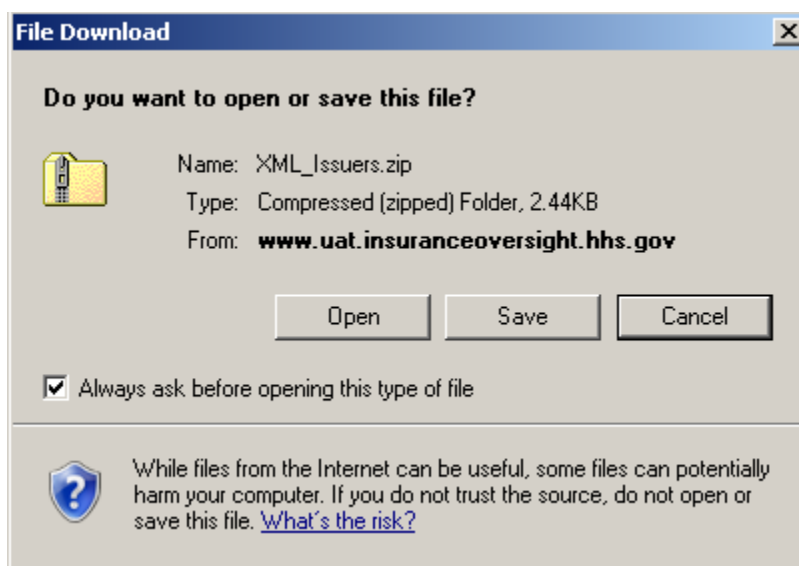 File Download
Do you want to open or save this file?
Name: XML_Issuers.zip
Type: Compressed (zipped) Folder, 2.44KB
From: www.uat.insuranceoversight.hhs.gov
Open Save Cancel
Always ask before opening this type of file
While files from the Internet can be useful, some files can potentially
harm your computer. If you do not trust the source, do not open or
save this file. What's the risk?